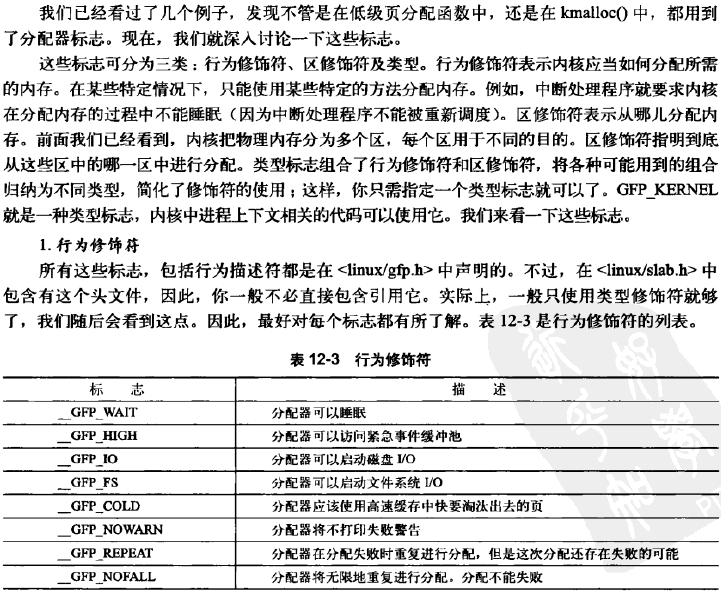 我们已经看过了几个例子，发现不管是在低级页分配函数中，还是在 kmalloc() 中，都用到
了分配器标志。现在，我们就深入讨论一下这些标志。
这些标志可分为三类：行为修饰符、区修饰符及类型。行为修饰符表示内核应当如何分配所需
的内存。在某些特定情况下，只能使用某些特定的方法分配内存。例如，中断处理程序就要求内核
在分配内存的过程中不能睡眠（因为中断处理程序不能被重新调度）。区修饰符表示从哪儿分配内
存。前面我们已经看到，内核把物理内存分为多个区，每个区用于不同的目的。区修饰符指明到底
从这些区中的哪一区中进行分配。类型标志组合了行为修饰符和区修饰符，将各种可能用到的组合
归纳为不同类型，简化了修饰符的使用；这样，你只需指定一个类型标志就可以了。GFP_KERNEL
就是一种类型标志，内核中进程上下文相关的代码可以使用它。我们来看一下这些标志。
1. 行为修饰符
所有这些标志，包括行为描述符都是在 <linux/gfp.h> 中声明的。不过，在 <linux/slab.h> 中
包含有这个头文件，因此，你一般不必直接包含引用它。实际上，一般只使用类型修饰符就够
了，我们随后会看到这点。因此，最好对每个标志都有所了解。表 12-3 是行为修饰符的列表。
表 12-3 行为修饰符
标 志 描 述
__GFP_WAIT 分配器可以睡眠
__GFP_HIGH 分配器可以访问紧急事件缓冲池
__GFP_IO 分配器可以启动磁盘 I/O
__GFP_FS 分配器可以启动文件系统 I/O
__GFP_COLD 分配器应该使用高速缓存中快要淘汰出去的页
__GFP_NOWARN 分配器将不打印失败警告
__GFP_REPEAT 分配器在分配失败时重复进行分配，但是这次分配还存在失败的可能
__GFP_NOFALL 分配器将无限地重复进行分配。分配不能失败